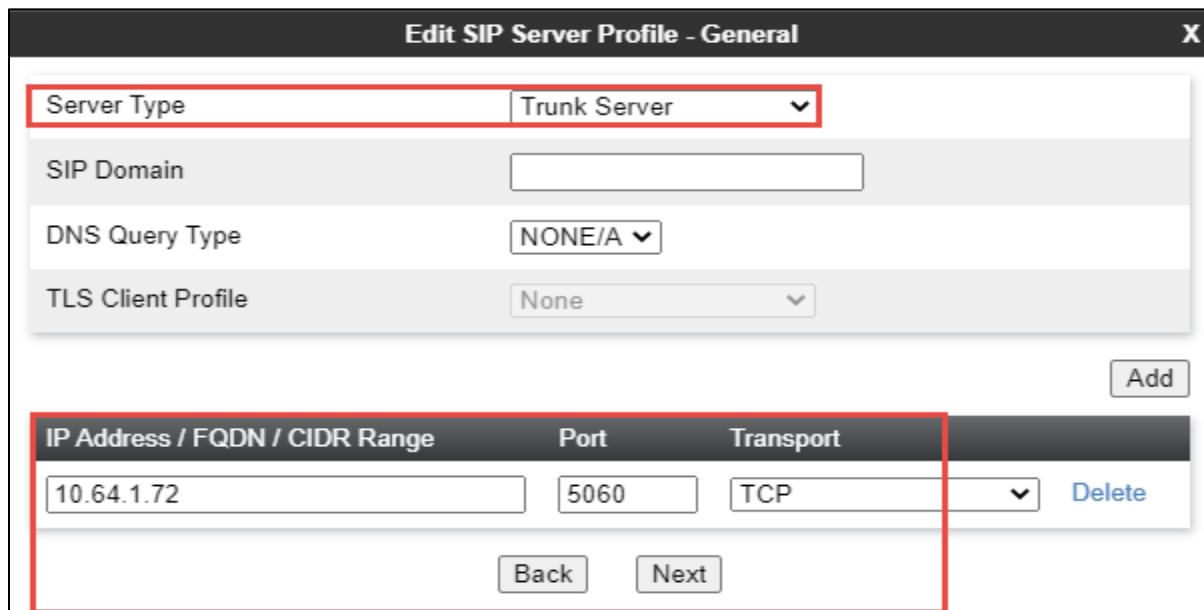 Edit SIP Server Profile - General X
Server Type Trunk Server
SIP Domain
DNS Query Type NONE/A
TLS Client Profile None
Add
IP Address / FQDN / CIDR Range Port Transport
10.64.1.72 5060 TCP Delete
Back Next